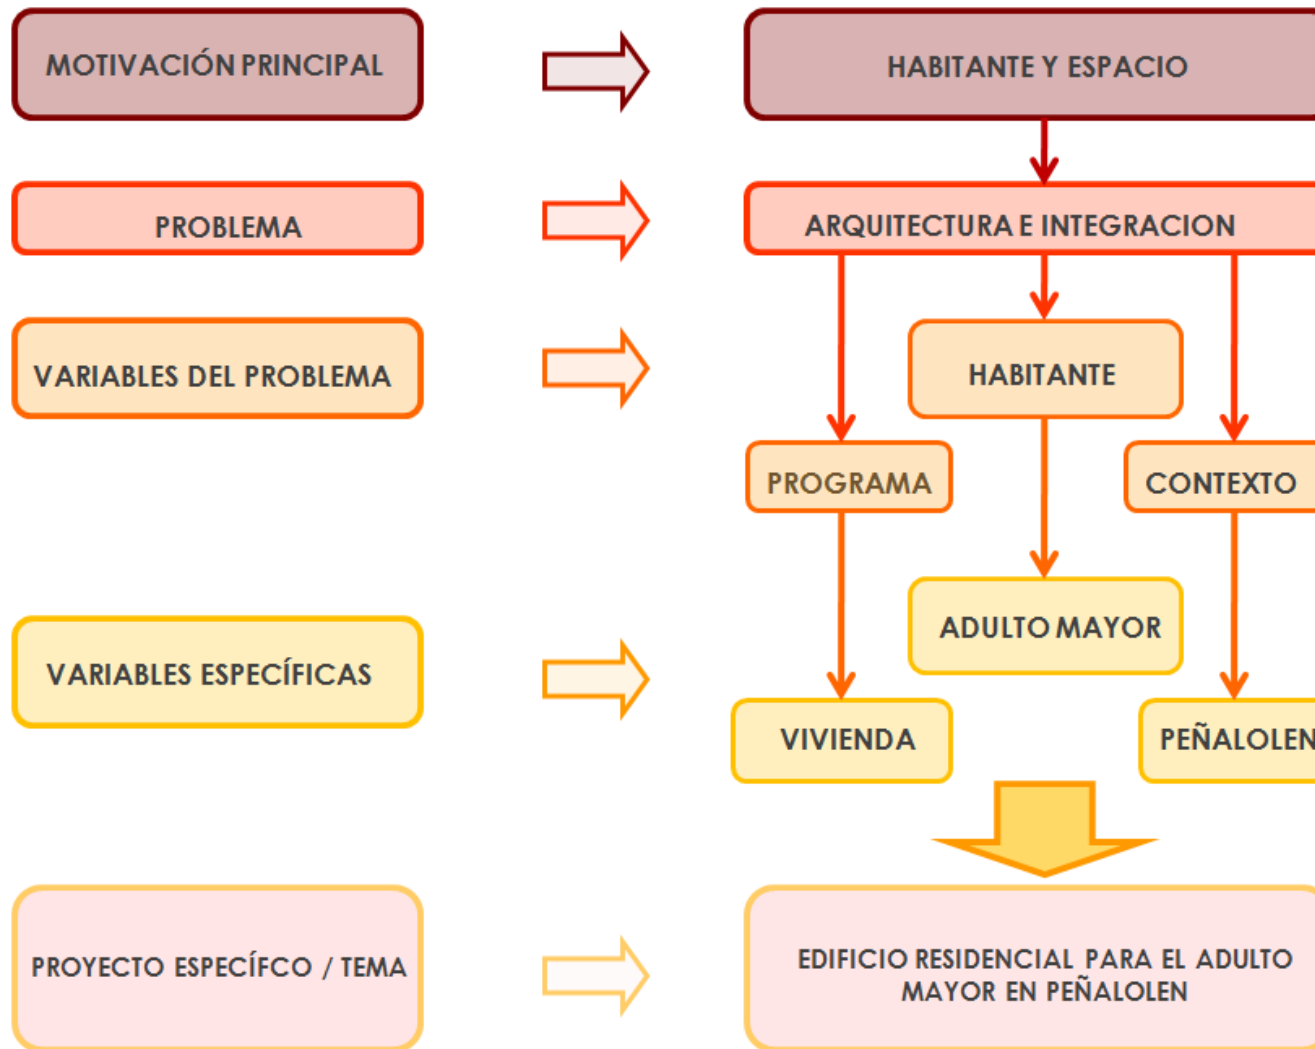 MOTIVACIÓN PRINCIPAL
HABITANTE Y ESPACIO
PROBLEMA
ARQUITECTURA E INTEGRACION
VARIABLES DEL PROBLEMA
HABITANTE
PROGRAMA
CONTEXTO
ADULTO MAYOR
VARIABLES ESPECÍFICAS
VIVIENDA
PEÑALOLEN
PROYECTO ESPECÍFCO / TEMA
EDIFICIO RESIDENCIAL PARA EL ADULTO
MAYOR EN PEÑALOLEN